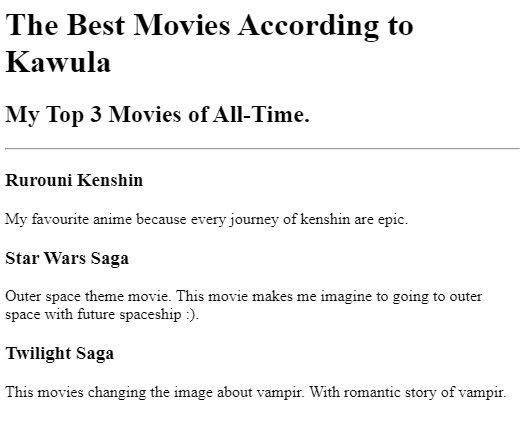 The Best Movies According to
Kawula
My Top 3 Movies of All-Time.
Rurouni Kenshin
My favourite anime because every journey of kenshin are epic.
Star Wars Saga
Outer space theme movie. This movie makes me imagine to going to outer
space with future spaceship :).
Twilight Saga
This movies changing the image about vampir. With romantic story of vampir.